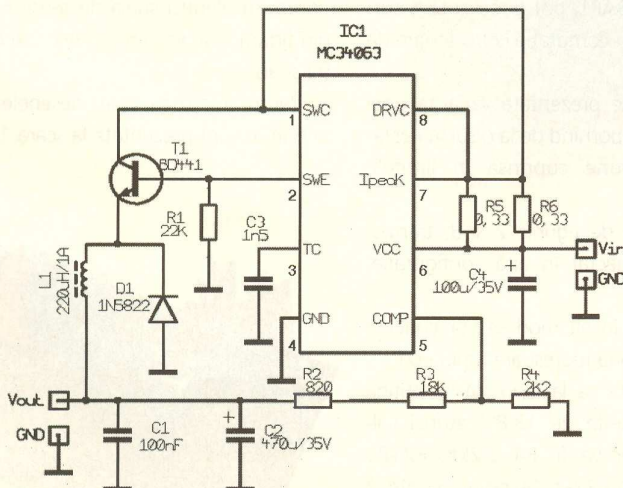 IC1
MC34063
SWC
DRVC
1
8
T1
BD441
SWE
Ipeak
2
7
R1
22K
C3
1n5
R5
0,33
R6
0,33
TC
VCC
3
6
Vin
L1
220uH/1A
D1
1N5822
C4
+
100u/35V
GND
GND
COMP
4
5
Vout
R2
820
R3
18K
R4
2K2
GND
C1
100nF
+
C2
470u/35V